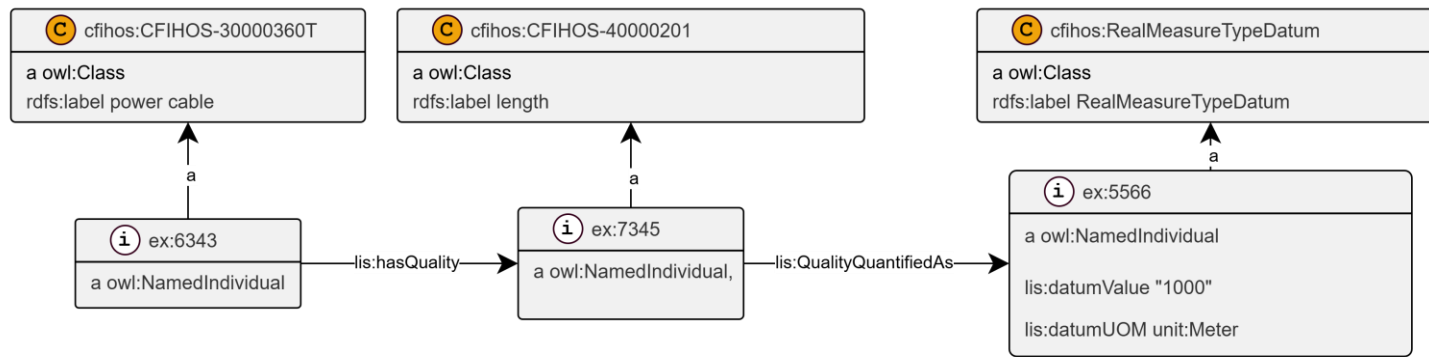 C cfihos:CFIHOS-30000360T
a owl:Class
rdfs:label power cable
C cfihos:CFIHOS-40000201
a owl:Class
rdfs:label length
C cfihos:RealMeasureTypeDatum
a owl:Class
rdfs:label RealMeasureTypeDatum
a
a
a
i ex:6343
a owl:NamedIndividual
lis:hasQuality
i ex:7345
a owl:NamedIndividual,
lis:QualityQuantifiedAs
i ex:5566
a owl:NamedIndividual
lis:datumValue "1000"
lis:datumUOM unit:Meter